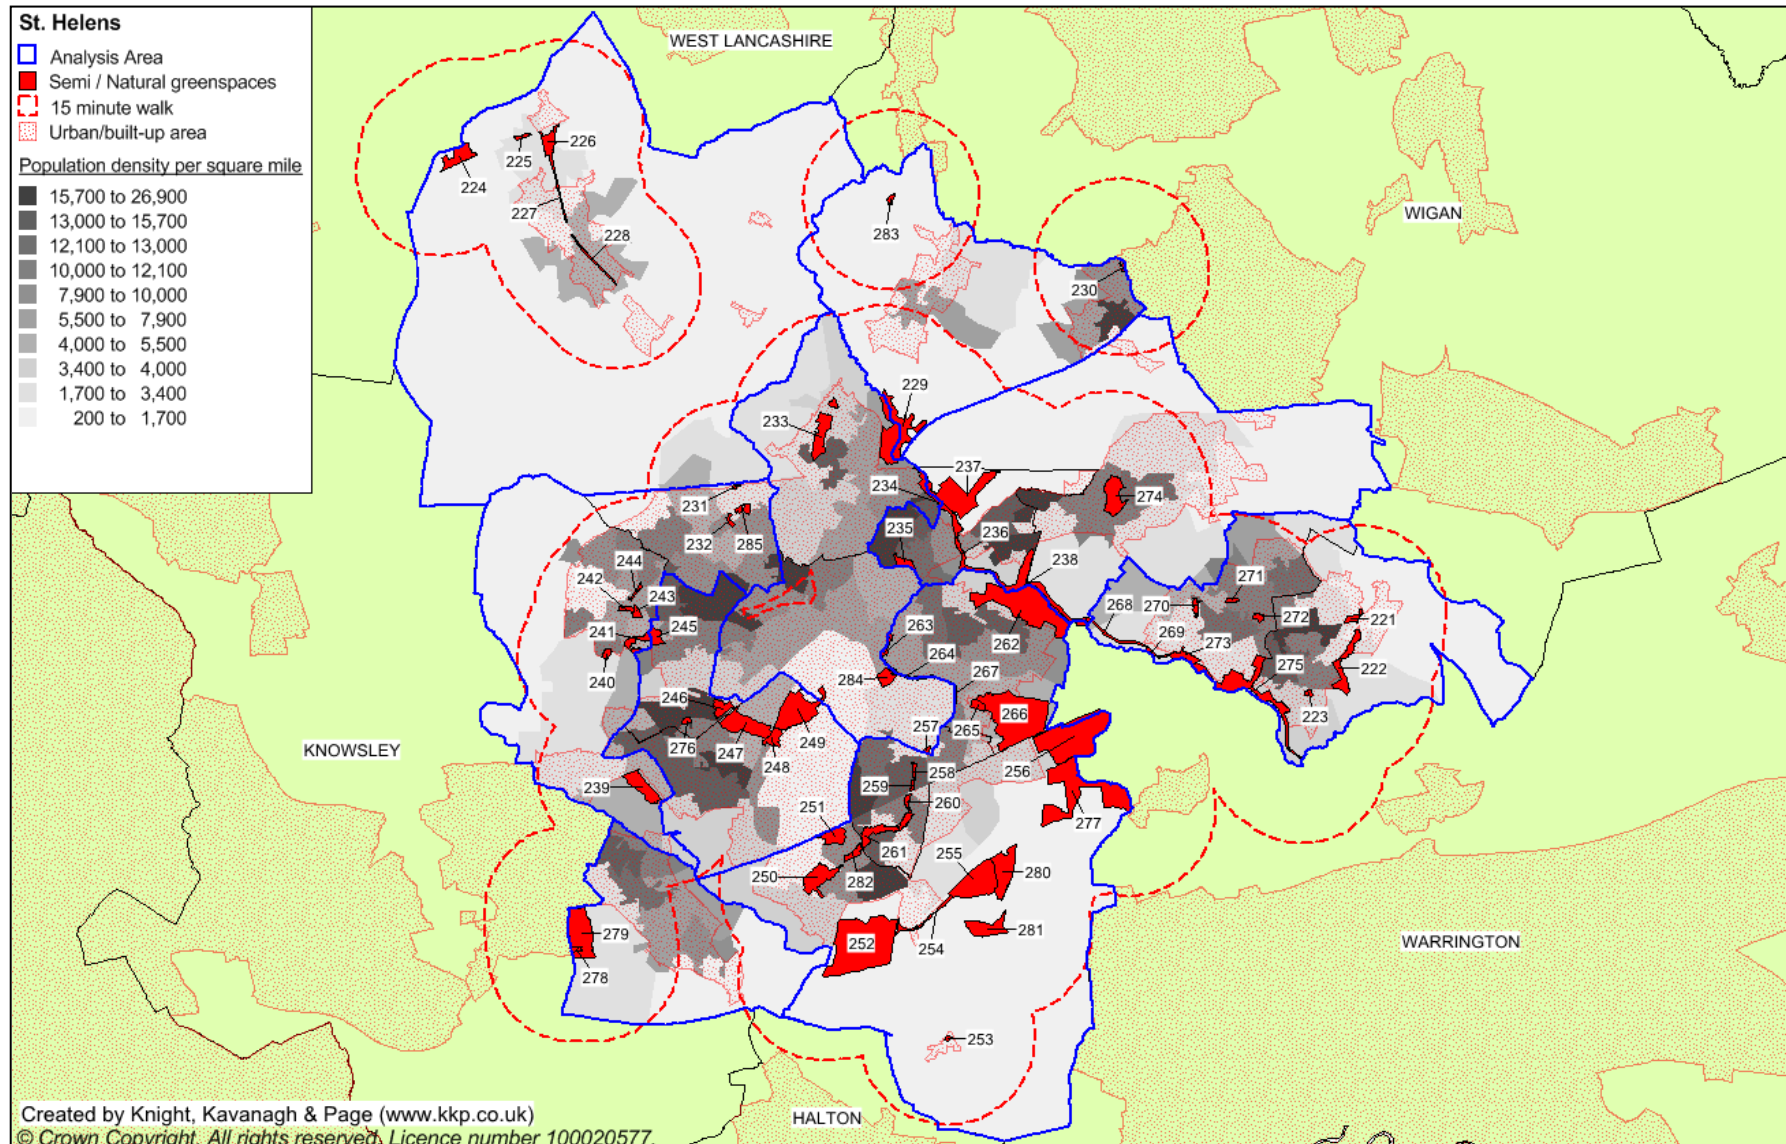 St. Helens
Analysis Area
Semi / Natural greenspaces
15 minute walk
Urban/built-up area
Population density per square mile
15,700 to 26,900
13,000 to 15,700
12,100 to 13,000
10,000 to 12,100
7,900 to 10,000
5,500 to 7,900
4,000 to 5,500
3,400 to 4,000
1,700 to 3,400
200 to 1,700
WEST LANCASHIRE
WIGAN
226
225
224
227
228
283
230
229
233
237
234
274
231
235
236
232
285
238
244
242
243
271
270
268
272
221
241
245
263
262
269
273
264
240
267
275
222
284
246
266
223
265
257
276
247
249
KNOWSLEY
248
258
256
259
239
260
251
277
261
255
250
282
280
279
252
254
281
WARRINGTON
278
253
HALTON
Created by Knight, Kavanagh & Page (www.kkp.co.uk)
© Crown Copyright. All rights reserved. Licence number 100020577.